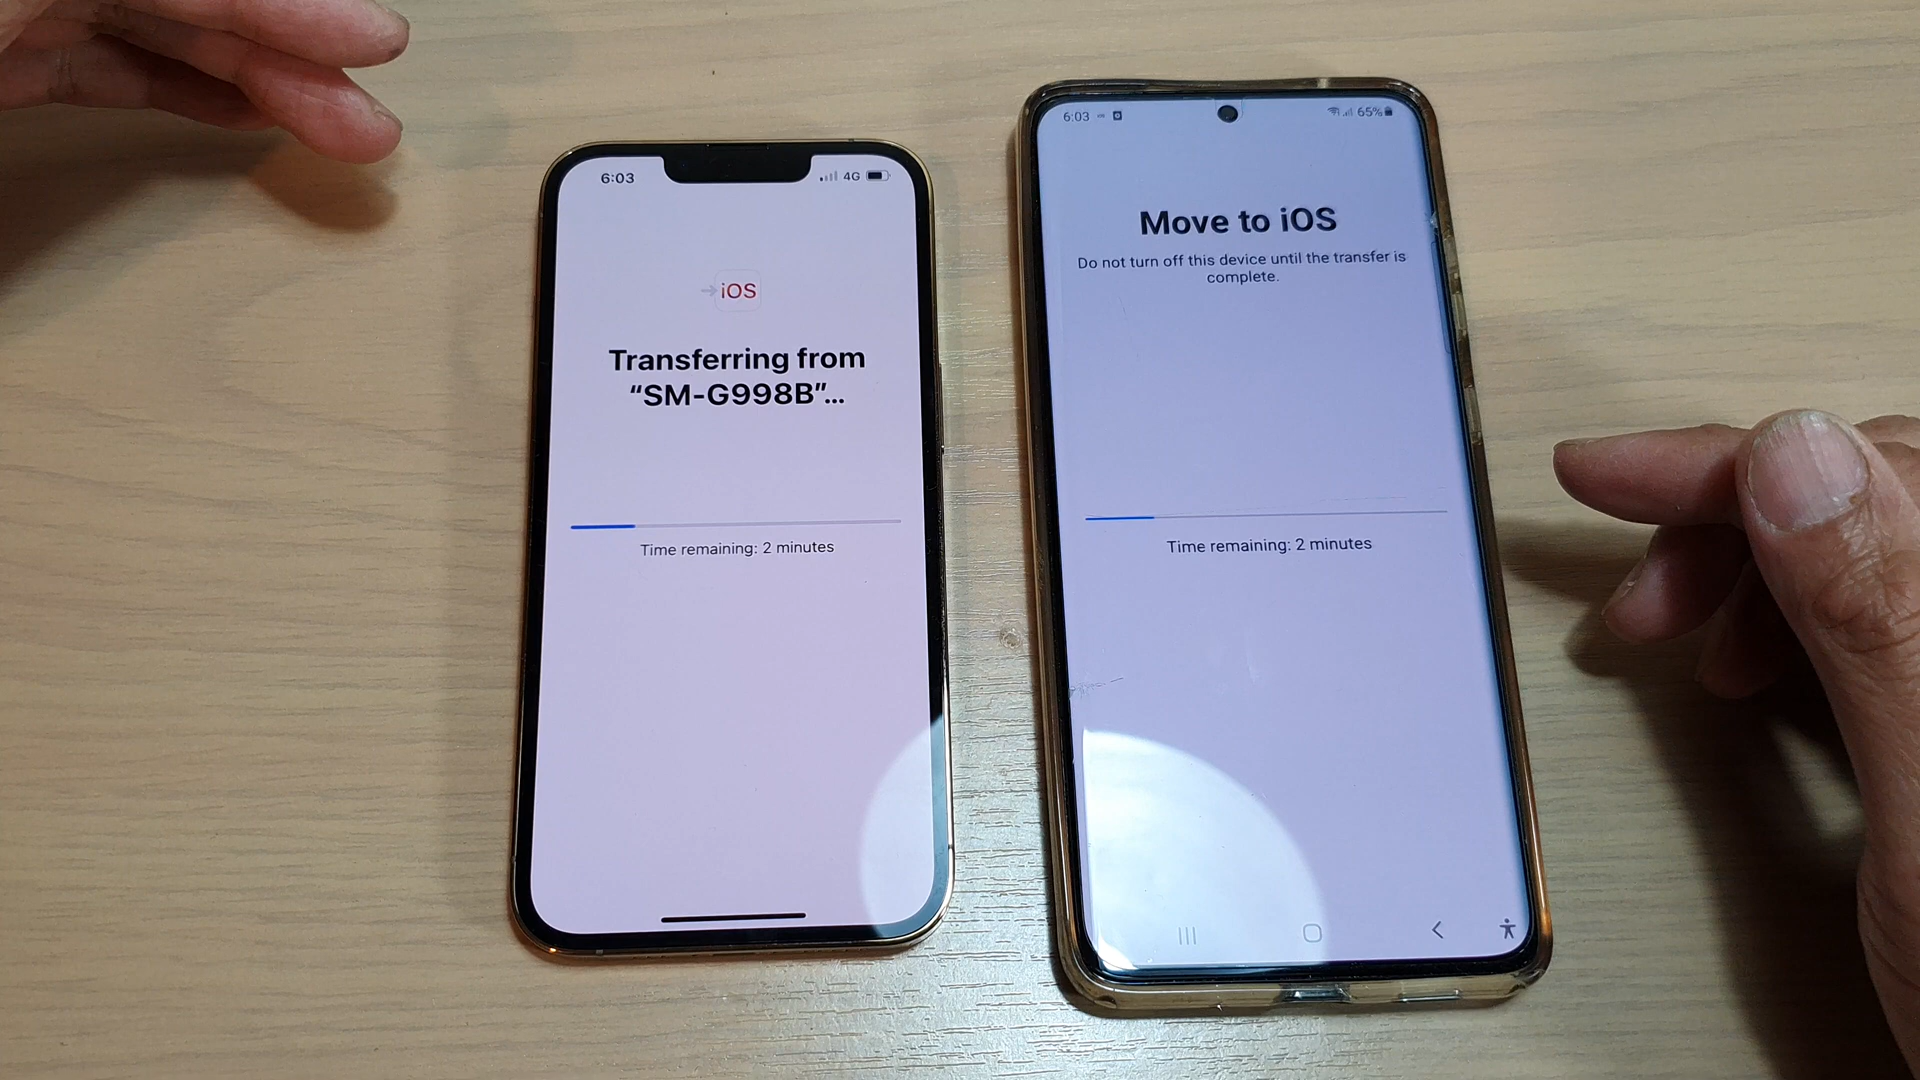 6:03
4G
iOS
Transferring from
“SM-G998B”...
Time remaining: 2 minutes
6:03
65%
Move to iOS
Do not turn off this device until the transfer is
complete.
Time remaining: 2 minutes